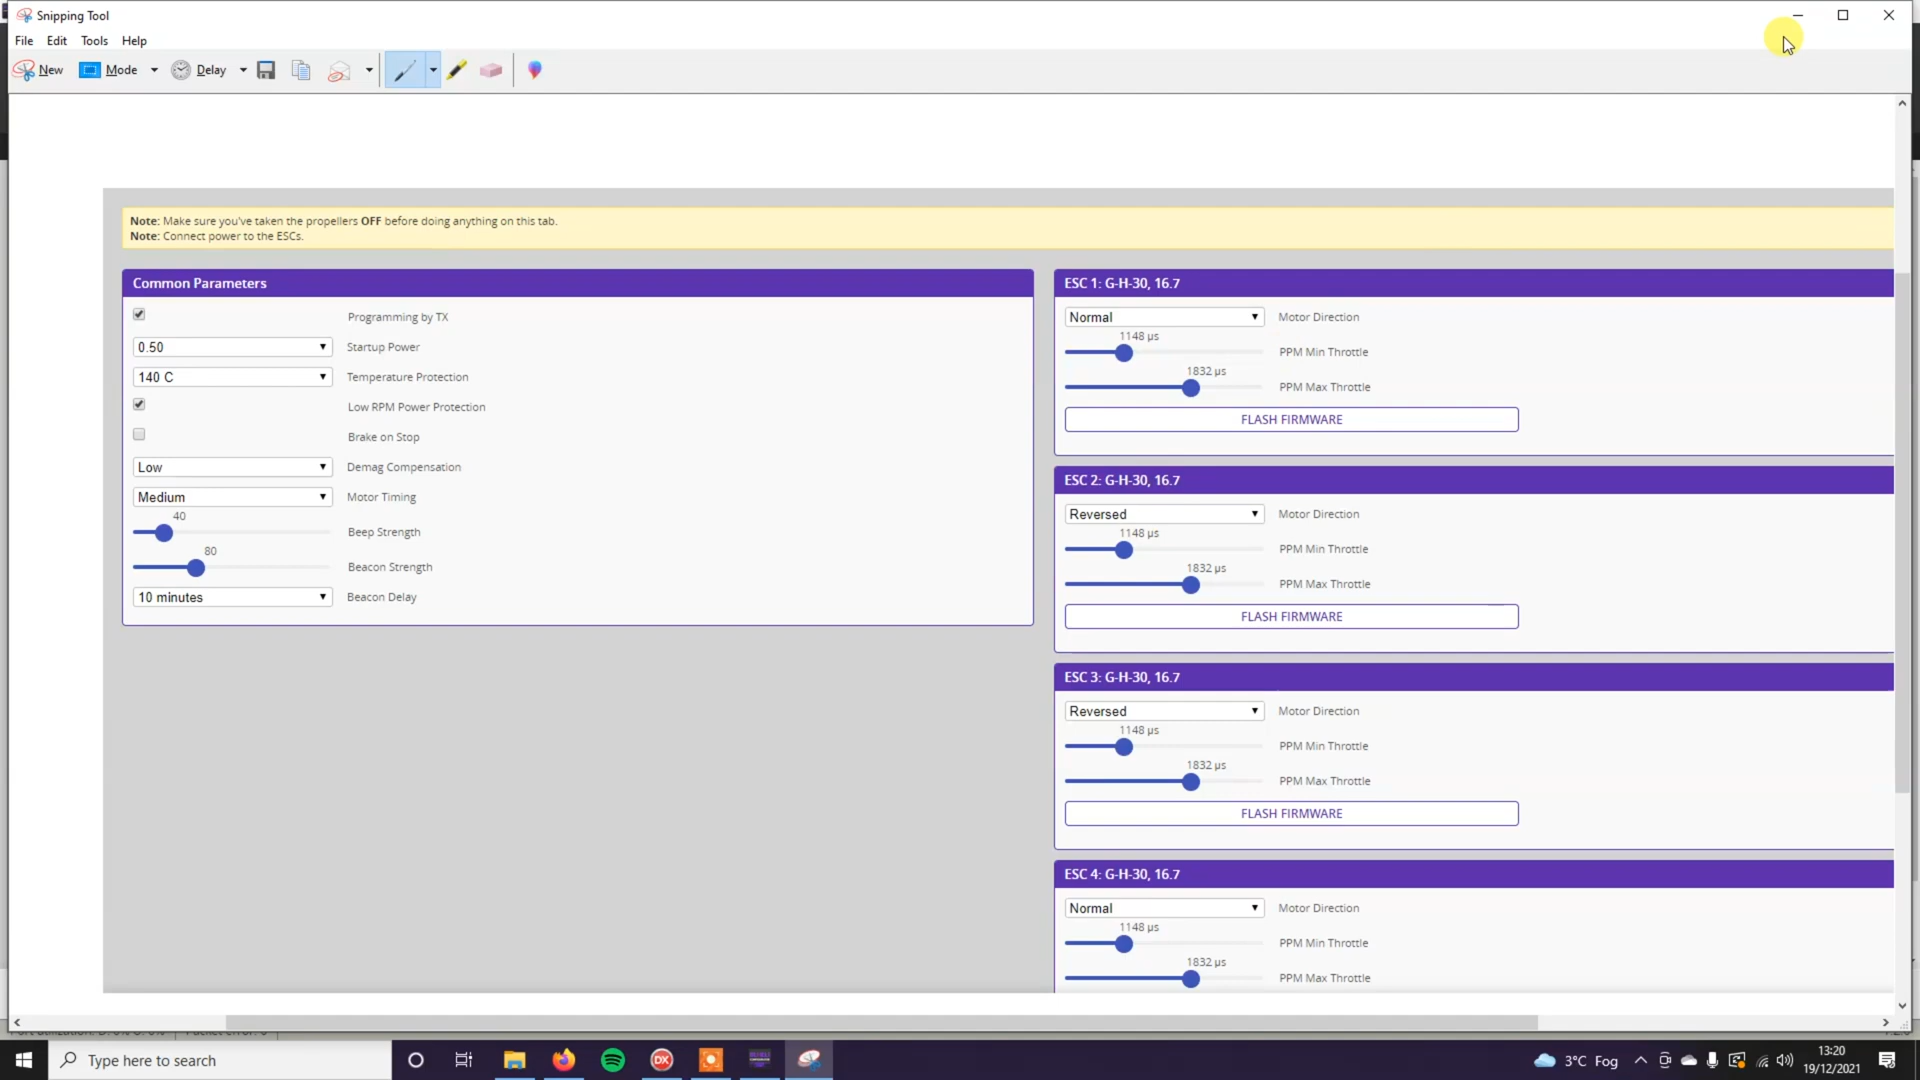 Snipping Tool
File Edit Tools Help
New Mode Delay
Note: Make sure you've taken the propellers OFF before doing anything on this tab.
Note: Connect power to the ESCs.
Common Parameters
Programming by TX
0.50 Startup Power
140 C Temperature Protection
Low RPM Power Protection
Brake on Stop
Low Demag Compensation
Medium Motor Timing
40
Beep Strength
80
Beacon Strength
10 minutes Beacon Delay
ESC 1: G-H-30, 16.7
Normal Motor Direction
1148 µs
PPM Min Throttle
1832 µs
PPM Max Throttle
FLASH FIRMWARE
ESC 2: G-H-30, 16.7
Reversed Motor Direction
1148 µs
PPM Min Throttle
1832 µs
PPM Max Throttle
FLASH FIRMWARE
ESC 3: G-H-30, 16.7
Reversed Motor Direction
1148 µs
PPM Min Throttle
1832 µs
PPM Max Throttle
FLASH FIRMWARE
ESC 4: G-H-30, 16.7
Normal Motor Direction
1148 µs
PPM Min Throttle
1832 µs
PPM Max Throttle
Type here to search
DX
3°C Fog
13:20
19/12/2021